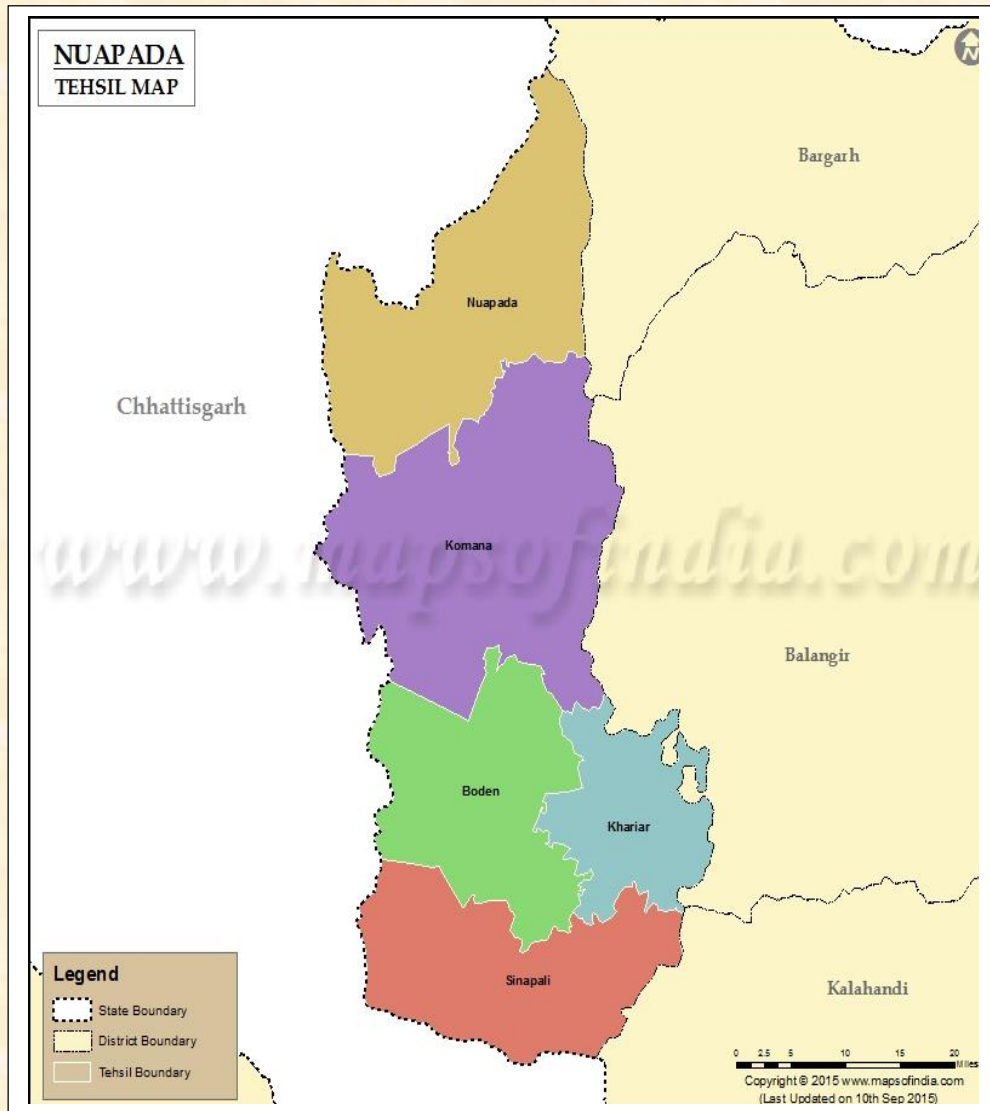 NUAPADA
TEHSIL MAP
N
Bargarh
Nuapada
Chhattisgarh
Komana
www.mapsofindia.com
Balangir
Boden
Khariar
Sinapali
Kalahandi
Legend
State Boundary
District Boundary
Tehsil Boundary
0 2.5 5 10 15 20
Miles
Copyright © 2015 www.mapsofindia.com
(Last Updated on 10th Sep 2015)